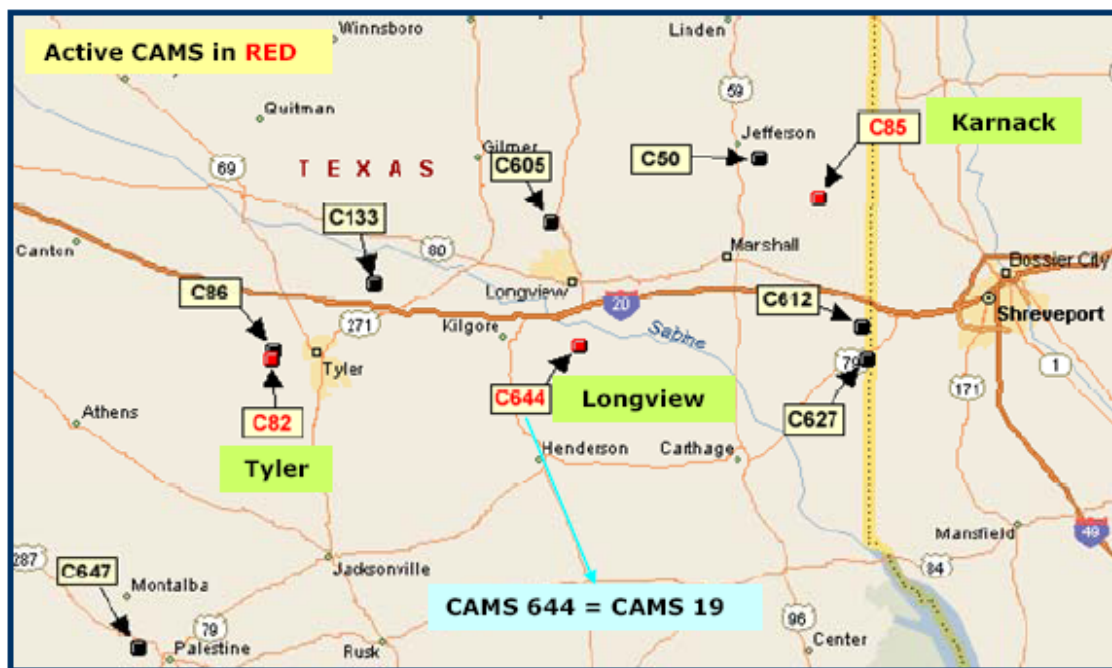 Winnsboro
Linden
Active CAMS in RED
59
Quitman
Jefferson
C85
Karnack
TEXAS
Gilmer
C50
C605
69
C133
Canton
80
Marshall
Bossier City
C86
Longview
20
C612
Shreveport
271
Kilgore
Sabine
Tyler
79
1
171
C644
Longview
Athens
C82
C627
Tyler
Henderson
Carthage
Mansfield
49
287
C647
Jacksonville
84
Montalba
CAMS 644 = CAMS 19
79
96
Center
Palestine
Rusk